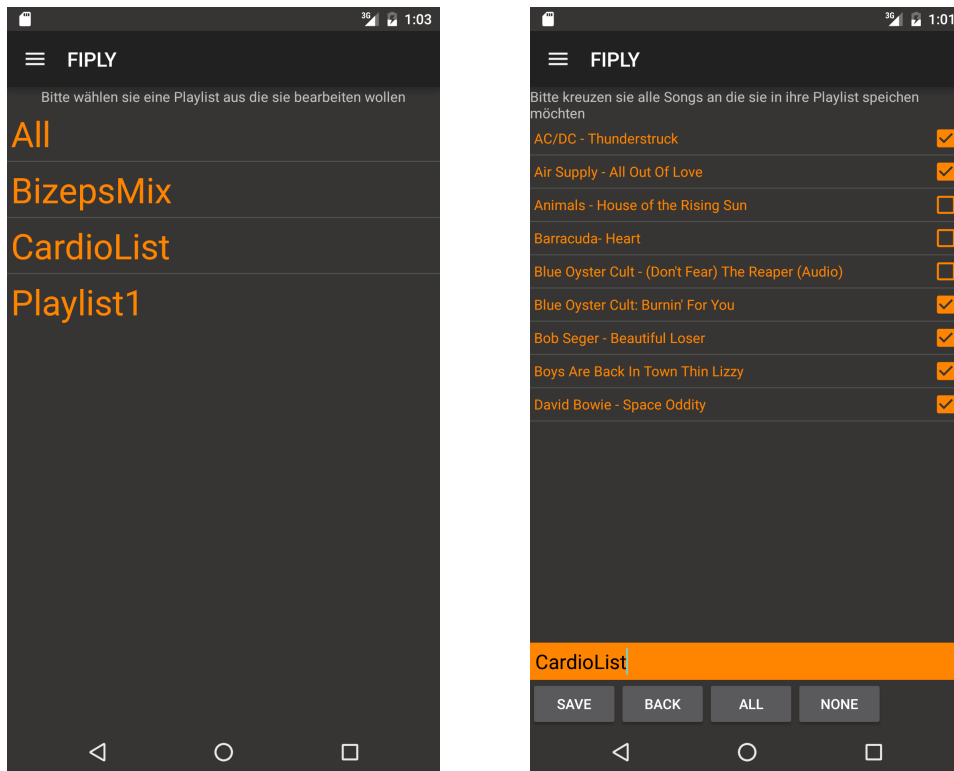 3G 1:03
FIPLY
Bitte wählen sie eine Playlist aus die sie bearbeiten wollen
All
BizepsMix
CardioList
Playlist1
3G 1:01
FIPLY
Bitte kreuzen sie alle Songs an die sie in ihre Playlist speichen
möchten
AC/DC - Thunderstruck
Air Supply - All Out Of Love
Animals - House of the Rising Sun
Barracuda- Heart
Blue Oyster Cult - (Don't Fear) The Reaper (Audio)
Blue Oyster Cult: Burnin' For You
Bob Seger - Beautiful Loser
Boys Are Back In Town Thin Lizzy
David Bowie - Space Oddity
CardioList
SAVE BACK ALL NONE